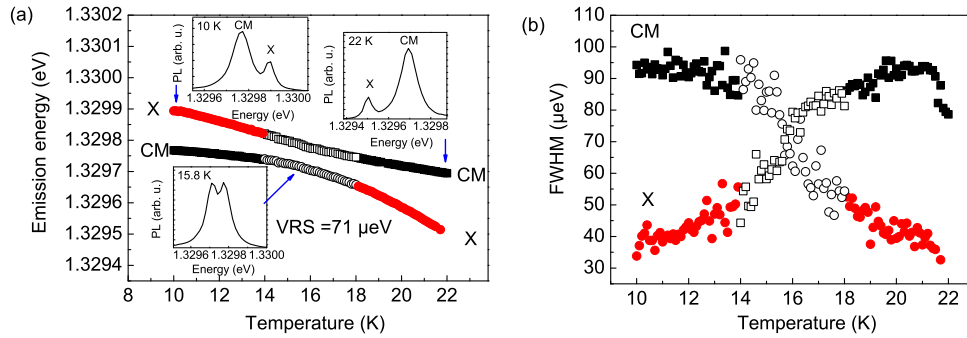 (a)
Emission energy (eV)
1.3302
1.3301
1.3300
1.3299
1.3298
1.3297
1.3296
1.3295
1.3294
8 10 12 14 16 18 20 22 24
Temperature (K)
X
CM
CM
X
VRS =71 µeV
PL (arb. u.)
10 K
CM
X
1.3296 1.3298 1.3300
Energy (eV)
PL (arb. u.)
22 K
CM
X
1.3294 1.3296 1.3298
Energy (eV)
PL (arb. u.)
15.8 K
1.3296 1.3298 1.3300
Energy (eV)
(b)
CM
X
FWHM (µeV)
110
100
90
80
70
60
50
40
30
10 12 14 16 18 20 22
Temperature (K)